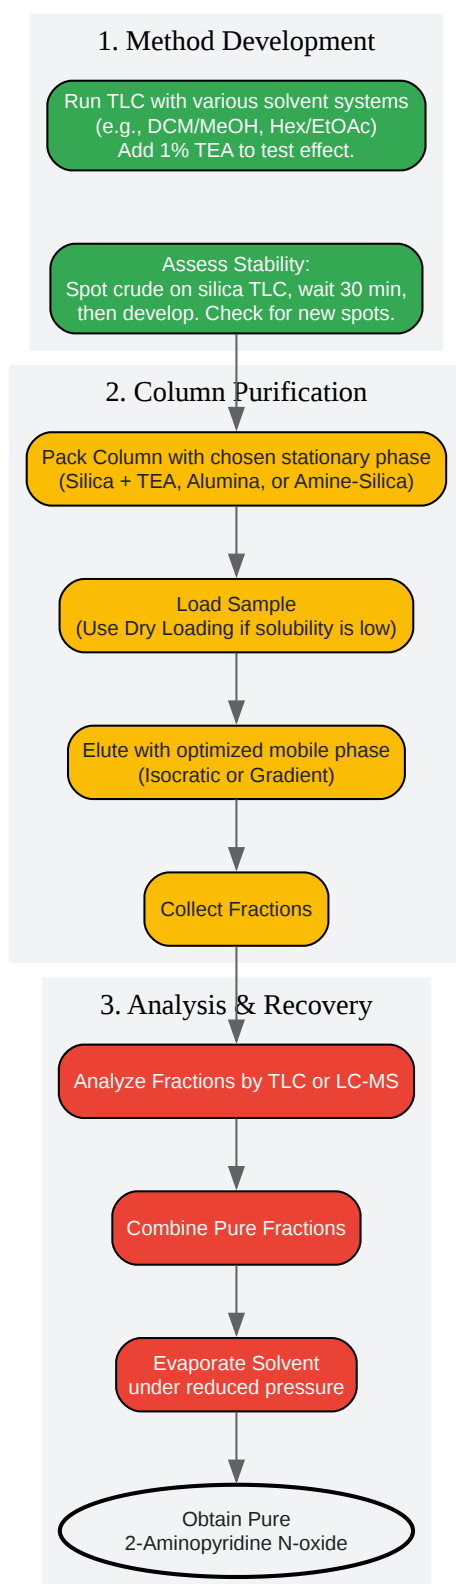 1. Method Development
Run TLC with various solvent systems
(e.g., DCM/MeOH, Hex/EtOAc)
Add 1% TEA to test effect.
Assess Stability:
Spot crude on silica TLC, wait 30 min,
then develop. Check for new spots.
2. Column Purification
Pack Column with chosen stationary phase
(Silica + TEA, Alumina, or Amine-Silica)
Load Sample
(Use Dry Loading if solubility is low)
Elute with optimized mobile phase
(Isocratic or Gradient)
Collect Fractions
3. Analysis & Recovery
Analyze Fractions by TLC or LC-MS
Combine Pure Fractions
Evaporate Solvent
under reduced pressure
Obtain Pure
2-Aminopyridine N-oxide